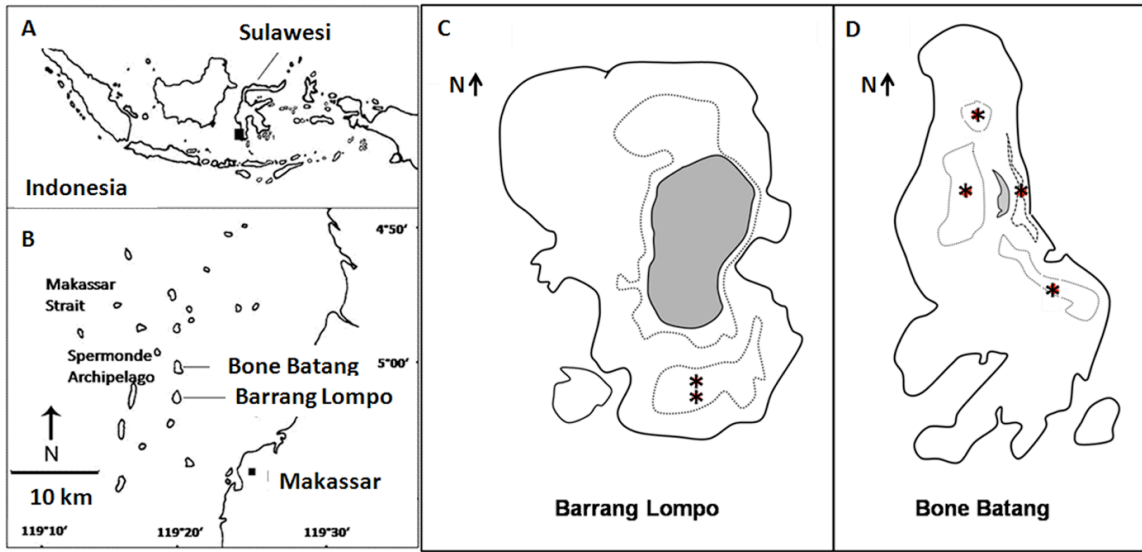 A
Sulawesi
Indonesia
B
4°50′
Makassar
Strait
Spermonde
Archipelago
5°00′
Bone Batang
Barrang Lompo
N
10 km
Makassar
119°10′
119°20′
119°30′
C
N
Barrang Lompo
D
N
Bone Batang